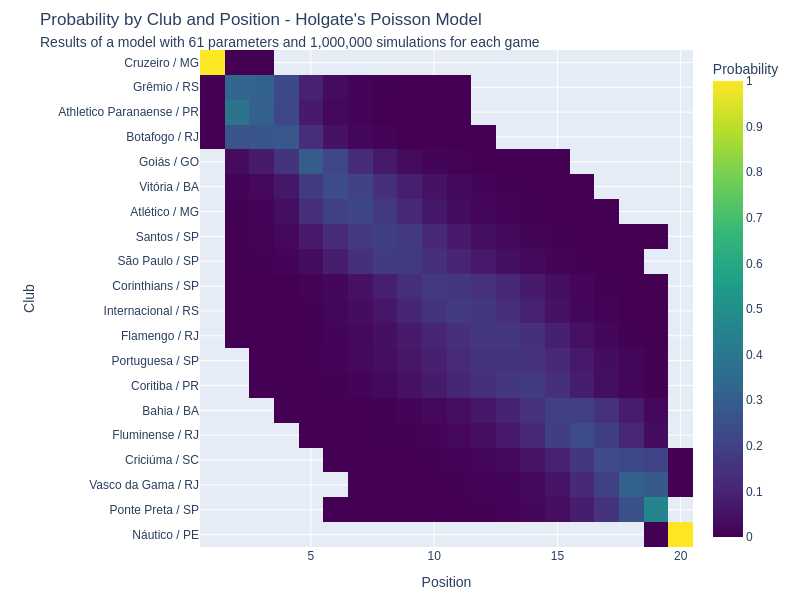 Probability by Club and Position - Holgate's Poisson Model
Results of a model with 61 parameters and 1,000,000 simulations for each game
Probability
Club
Cruzeiro / MG
Grêmio / RS
Athletico Paranaense / PR
Botafogo / RJ
Goiás / GO
Vitória / BA
Atlético / MG
Santos / SP
São Paulo / SP
Corinthians / SP
Internacional / RS
Flamengo / RJ
Portuguesa / SP
Coritiba / PR
Bahia / BA
Fluminense / RJ
Criciúma / SC
Vasco da Gama / RJ
Ponte Preta / SP
Náutico / PE
5
10
15
20
Position
1
0.9
0.8
0.7
0.6
0.5
0.4
0.3
0.2
0.1
0